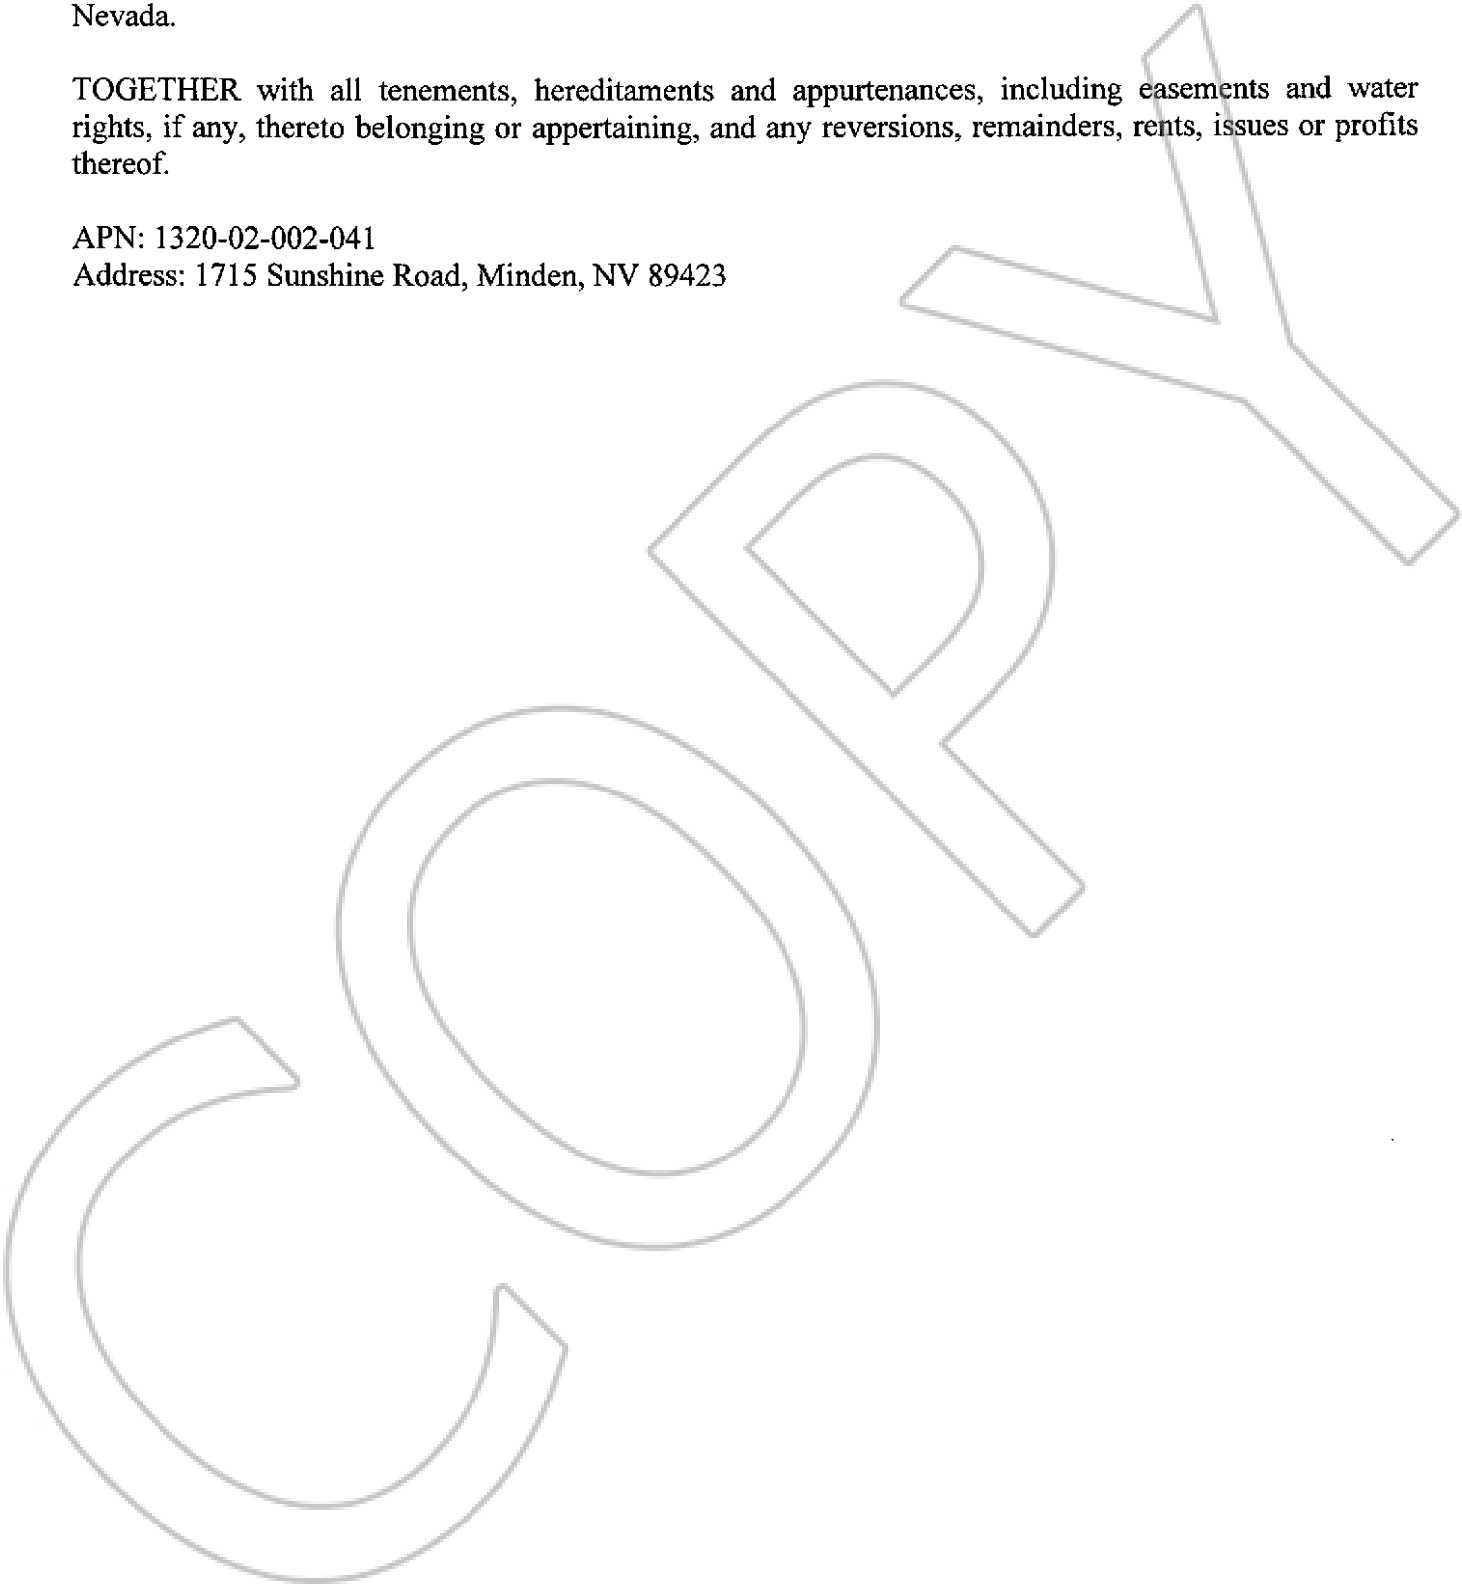 Nevada.
TOGETHER with all tenements, hereditaments and appurtenances, including easements and water
rights, if any, thereto belonging or appertaining, and any reversions, remainders, rents, issues or profits
thereof.
APN: 1320-02-002-041
Address: 1715 Sunshine Road, Minden, NV 89423
COPY